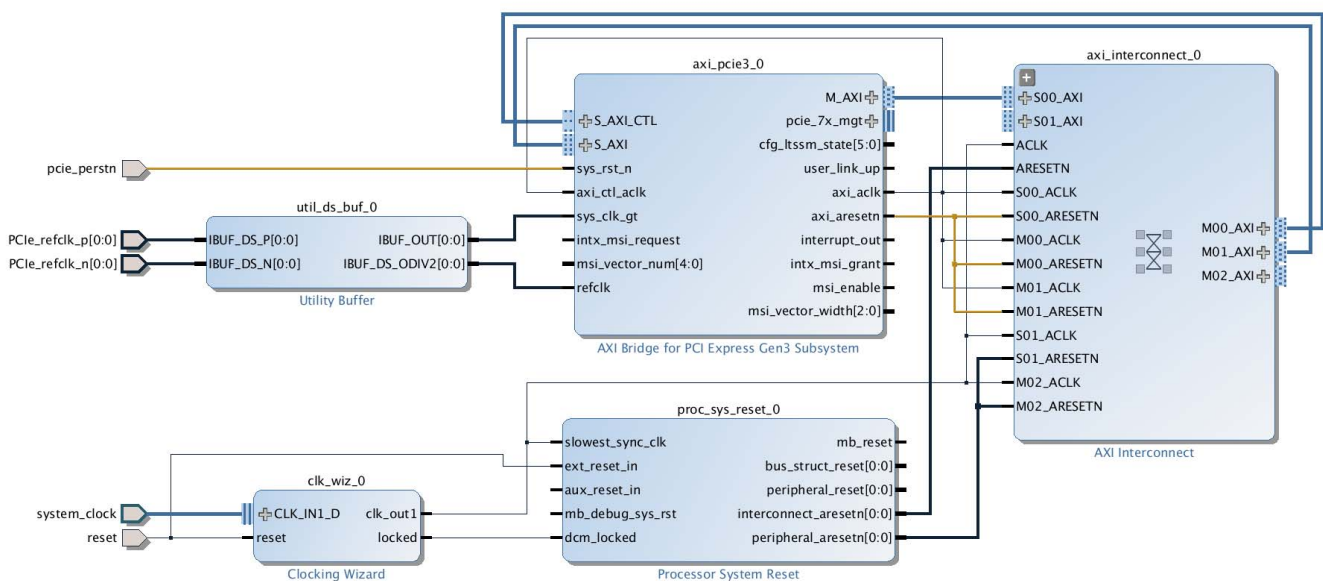 axi_pcie3_0
M_AXI
S_AXI_CTL
pcie_7x_mgt
S_AXI
cfg_ltssm_state[5:0]
sys_rst_n
user_link_up
axi_ctl_aclk
axi_aclk
sys_clk_gt
axi_aresetn
intx_msi_request
interrupt_out
msi_vector_num[4:0]
intx_msi_grant
refclk
msi_enable
msi_vector_width[2:0]
AXI Bridge for PCI Express Gen3 Subsystem
axi_interconnect_0
S00_AXI
S01_AXI
ACLK
ARESETN
S00_ACLK
S00_ARESETN
M00_ACLK
M00_ARESETN
M01_ACLK
M01_ARESETN
S01_ACLK
S01_ARESETN
M02_ACLK
M02_ARESETN
M00_AXI
M01_AXI
M02_AXI
AXI Interconnect
pcie_perstn
PCIe_refclk_p[0:0]
PCIe_refclk_n[0:0]
util_ds_buf_0
IBUF_DS_P[0:0]
IBUF_OUT[0:0]
IBUF_DS_N[0:0]
IBUF_DS_ODIV2[0:0]
Utility Buffer
proc_sys_reset_0
slowest_sync_clk
mb_reset
ext_reset_in
bus_struct_reset[0:0]
aux_reset_in
peripheral_reset[0:0]
mb_debug_sys_rst
interconnect_aresetn[0:0]
dcm_locked
peripheral_aresetn[0:0]
Processor System Reset
system_clock
reset
clk_wiz_0
CLK_IN1_D
clk_out1
reset
locked
Clocking Wizard